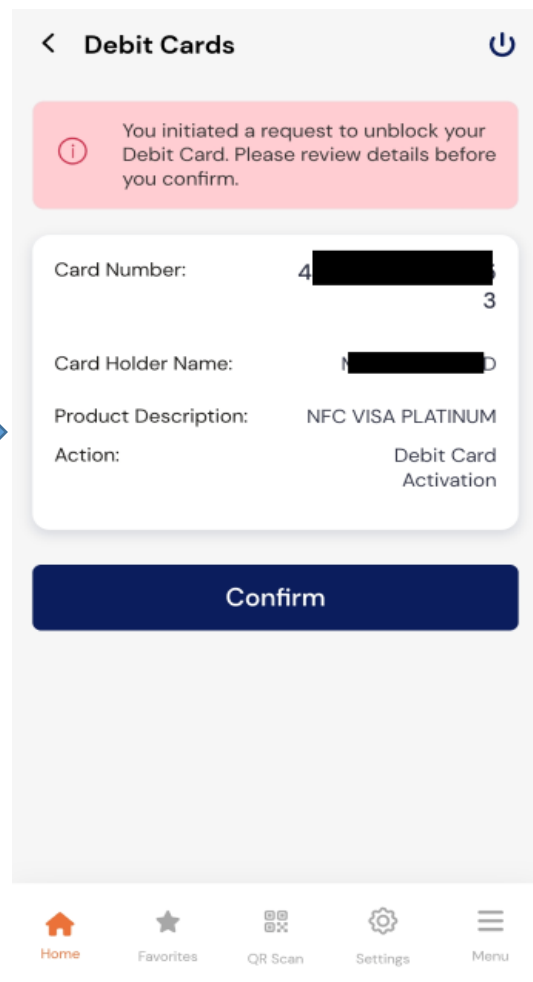 Debit Cards
You initiated a request to unblock your
Debit Card. Please review details before
you confirm.
Card Number: 4
3
Card Holder Name: D
Product Description: NFC VISA PLATINUM
Action: Debit Card
Activation
Confirm
Home Favorites QR Scan Settings Menu